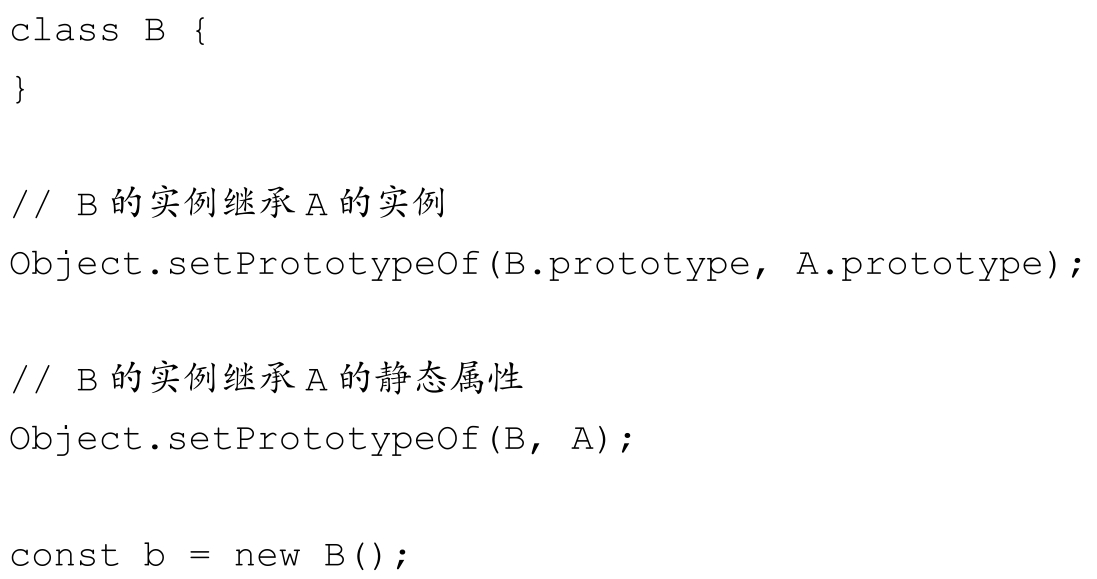 class B {
}
// B 的实例继承 A 的实例
Object.setPrototypeOf(B.prototype, A.prototype);
// B 的实例继承 A 的静态属性
Object.setPrototypeOf(B, A);
const b = new B();